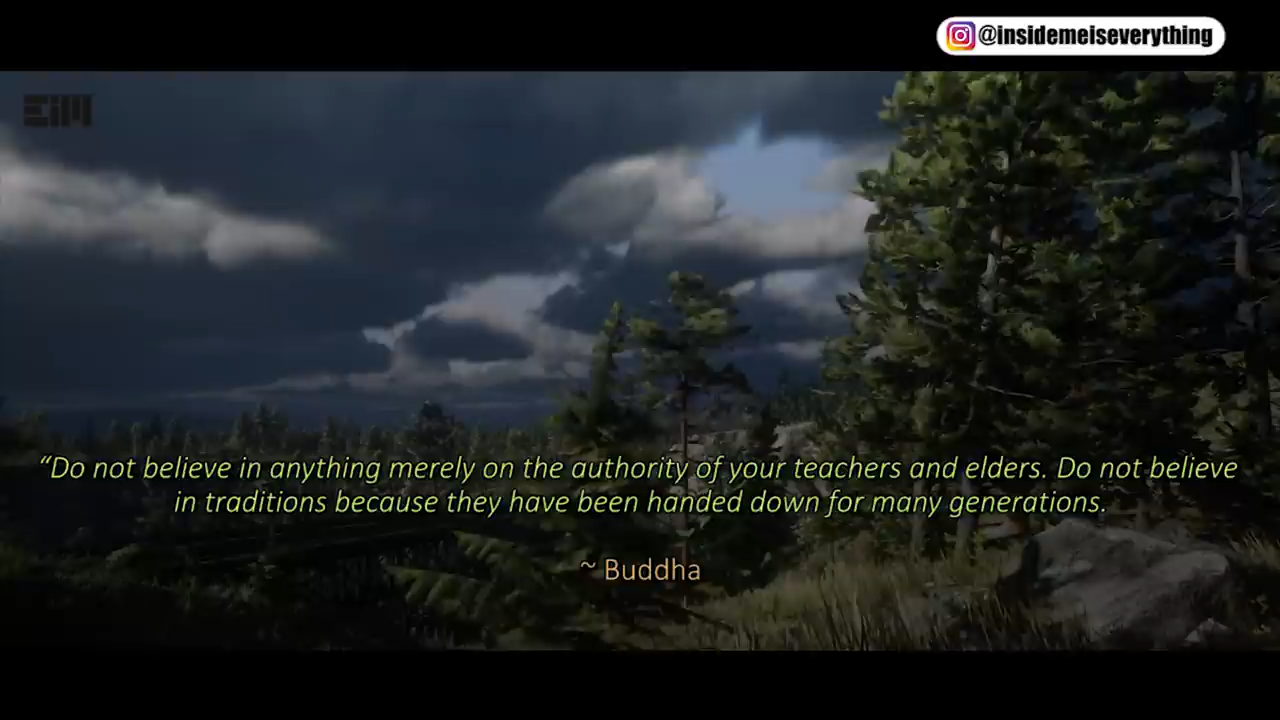 @insidemeiseverything
EiM
“Do not believe in anything merely on the authority of your teachers and elders. Do not believe
in traditions because they have been handed down for many generations.
~ Buddha